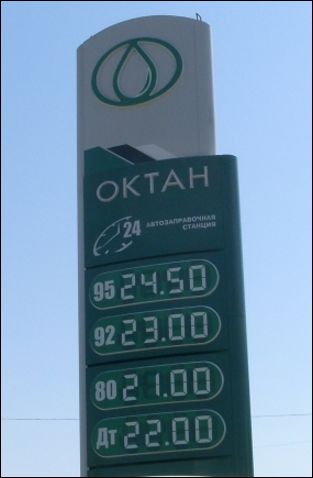 ОКТАН
24 АВТОЗАПРАВОЧНАЯ
СТАНЦИЯ
95 24.50
92 23.00
80 21.00
Дт 22.00